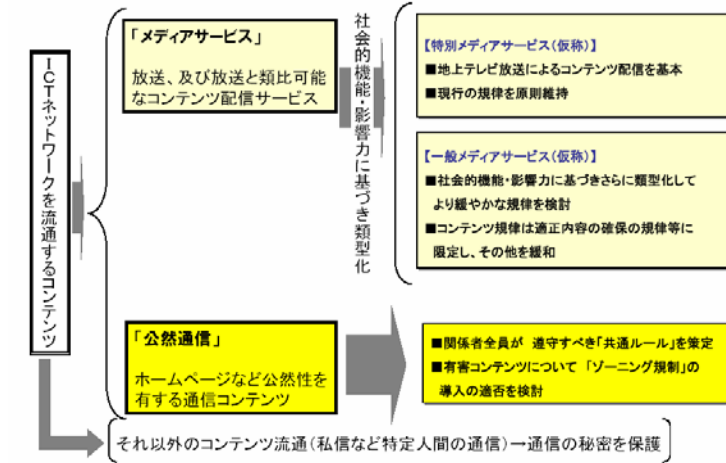 ICTネットワークを流通するコンテンツ
「メディアサービス」
放送、及び放送と類比可能
なコンテンツ配信サービス
社会的機能・影響力に基づき類型化
【特別メディアサービス(仮称)】
■地上テレビ放送によるコンテンツ配信を基本
■現行の規律を原則維持
【一般メディアサービス(仮称)】
■社会的機能・影響力に基づきさらに類型化して
より緩やかな規律を検討
■コンテンツ規律は適正内容の確保の規律等に
限定し、その他を緩和
「公然通信」
ホームページなど公然性を
有する通信コンテンツ
■関係者全員が 遵守すべき「共通ルール」を策定
■有害コンテンツについて 「ゾーニング規制」の
導入の適否を検討
それ以外のコンテンツ流通(私信など特定人間の通信)→通信の秘密を保護